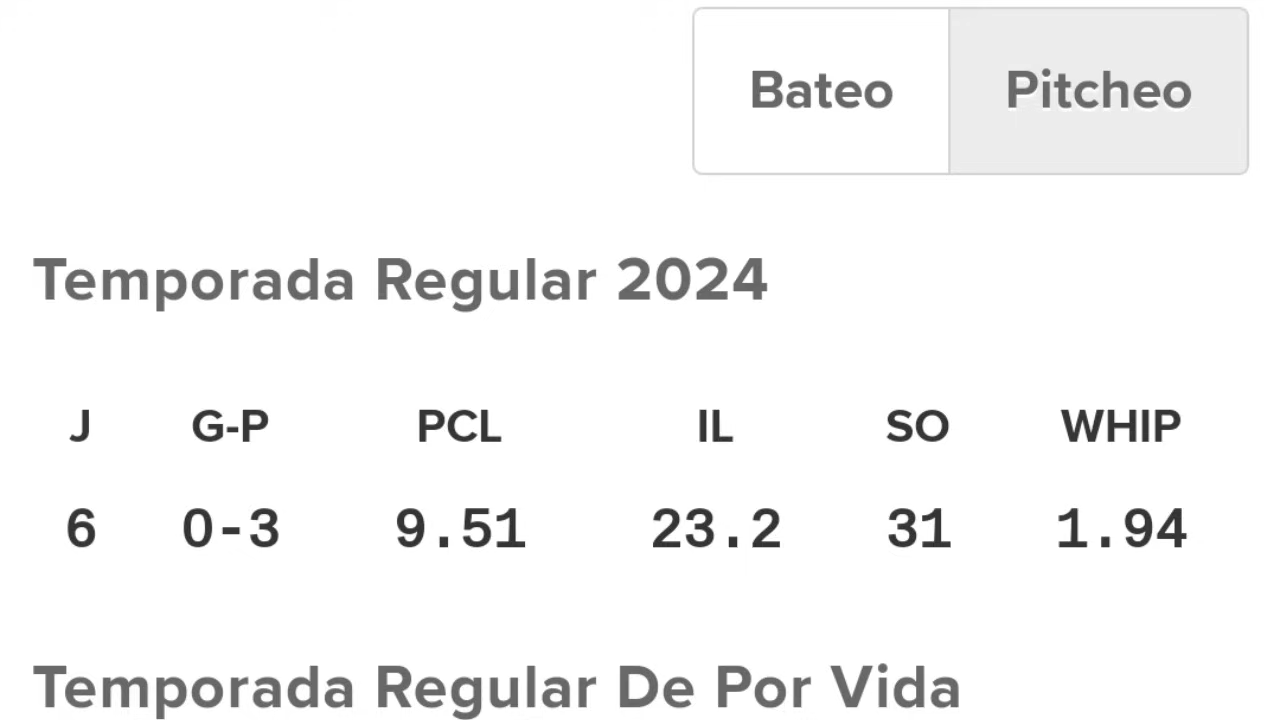 Bateo Pitcheo
Temporada Regular 2024
J G-P PCL IL SO WHIP
6 0-3 9.51 23.2 31 1.94
Temporada Regular De Por Vida